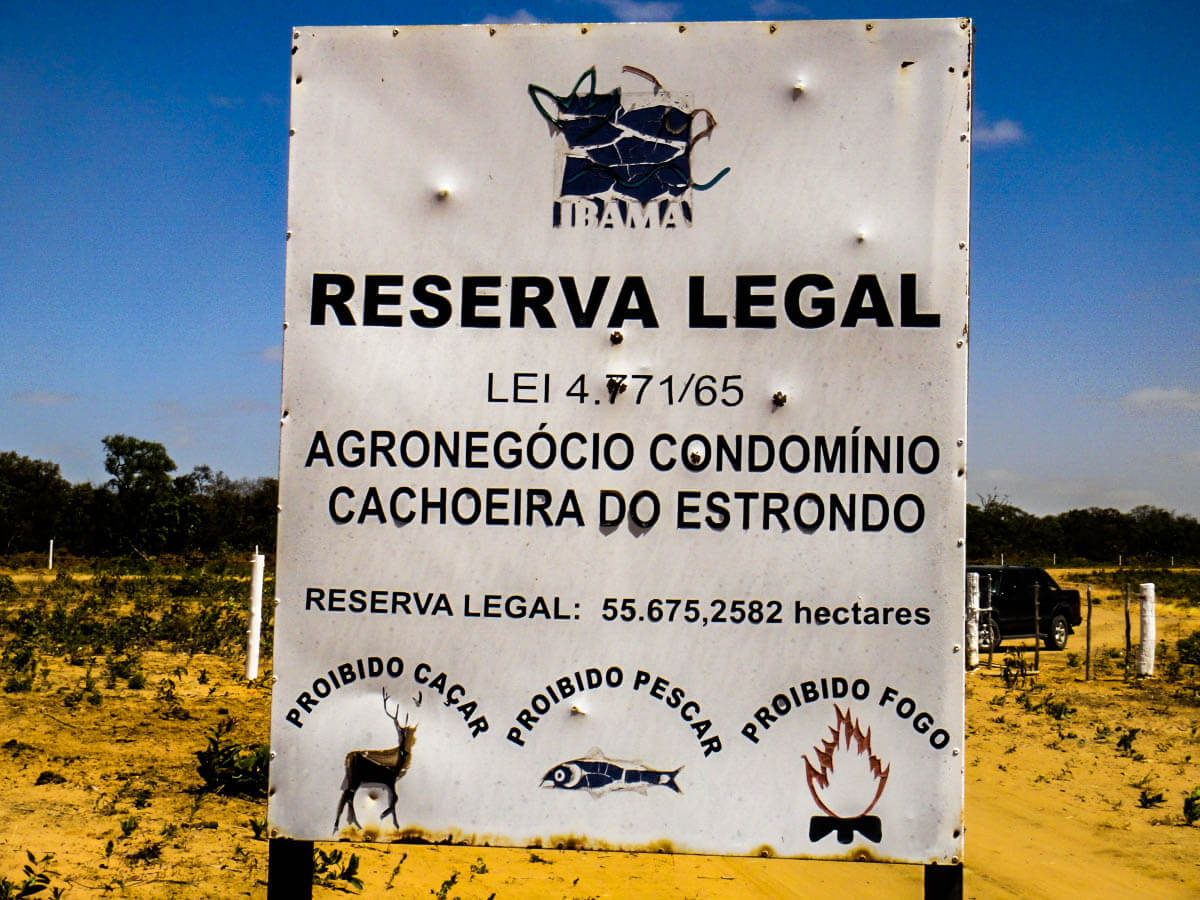 IBAMA
RESERVA LEGAL
LEI 4.771/65
AGRONEGÓCIO CONDOMÍNIO
CACHOEIRA DO ESTRONDO
RESERVA LEGAL: 55.675,2582 hectares
PROIBIDO CAÇAR
PROIBIDO PESCAR
PROIBIDO FOGO